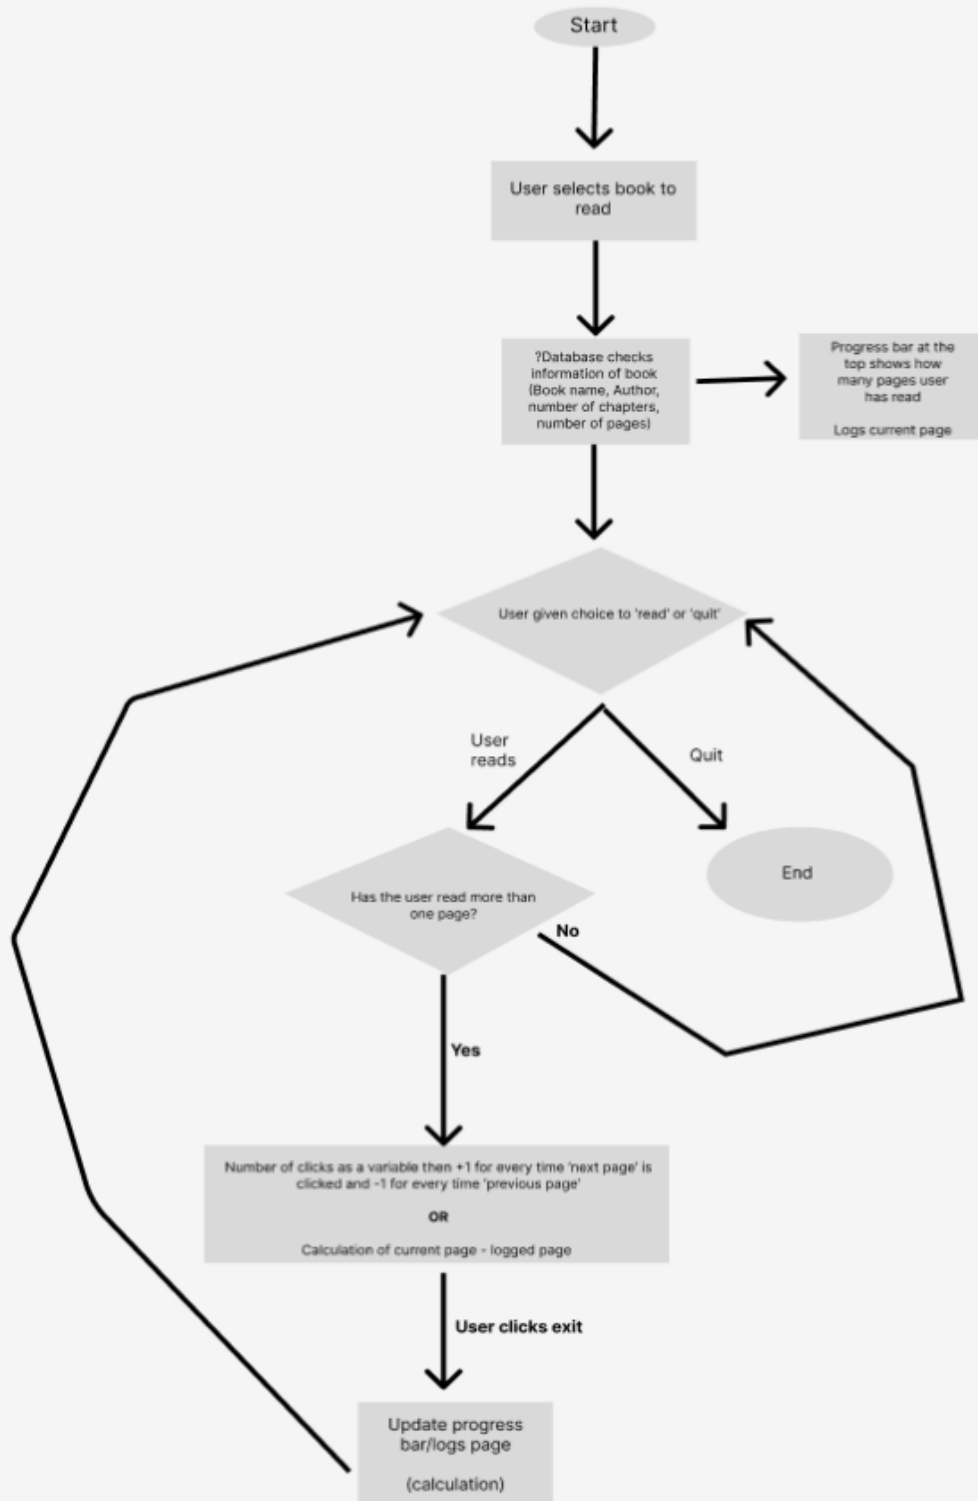 Start
User selects book to
read
?Database checks
information of book
(Book name, Author,
number of chapters,
number of pages)
Progress bar at the
top shows how
many pages user
has read
Logs current page
User given choice to 'read' or 'quit'
User
reads
Quit
Has the user read more than
one page?
End
No
Yes
Number of clicks as a variable then +1 for every time 'next page' is
clicked and -1 for every time 'previous page'
OR
Calculation of current page - logged page
User clicks exit
Update progress
bar/logs page
(calculation)